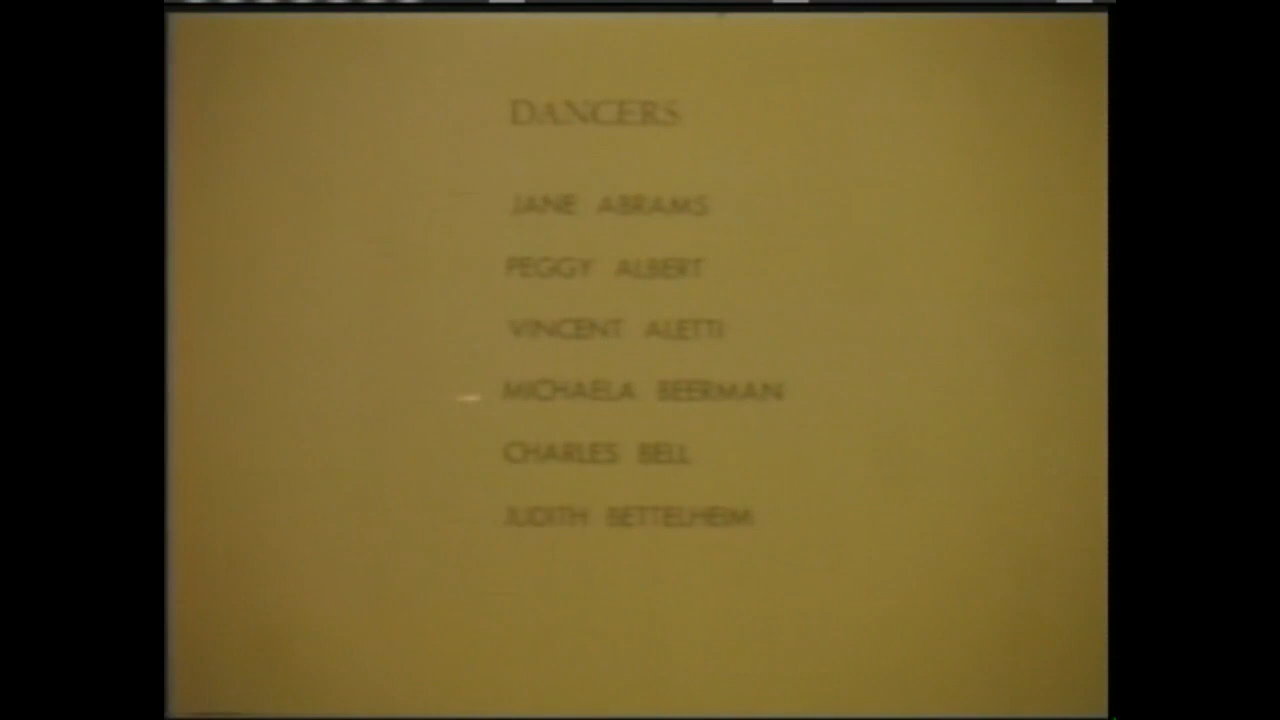 DANCERS
JANE ABRAMS
PEGGY ALBERT
VINCENT ALETTI
MICHAELA BEERMAN
CHARLES BELL
JUDITH BETTELHEIM